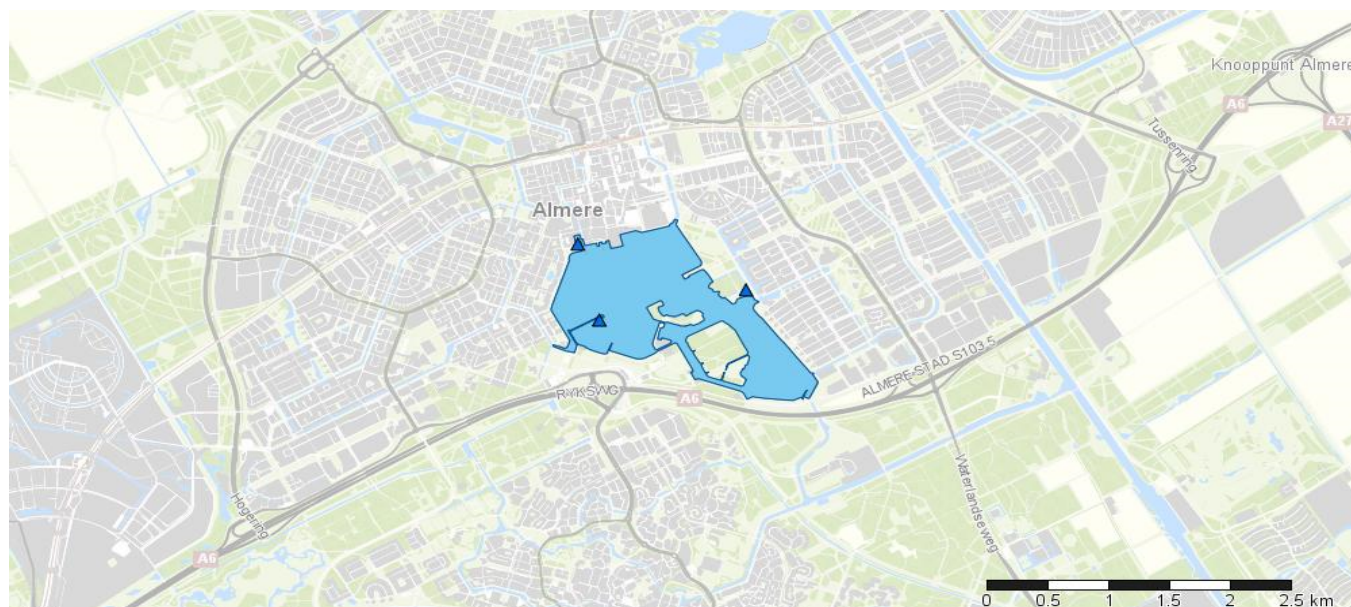 Knooppunt Almere
A6
A27
Tussenring
Almere
ALMERE-STAD S103 5
RYKSWG
A6
Waterlandseweg
Hogering
A6
0 0.5 1 1.5 2 2.5 km